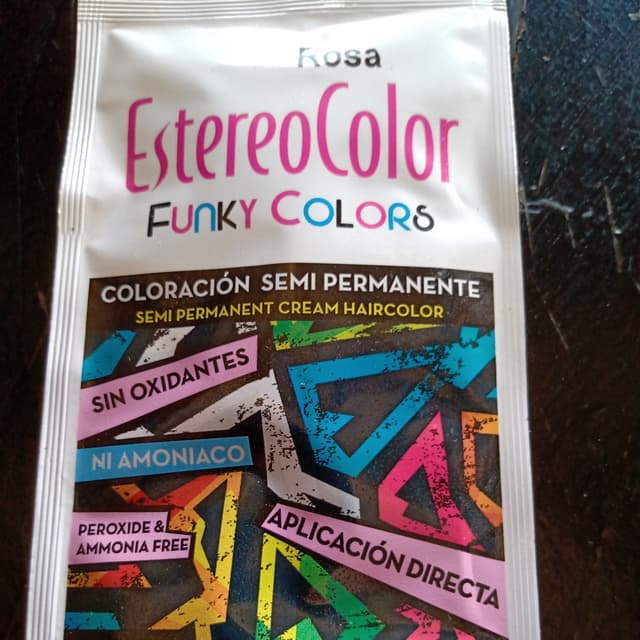 Rosa
EstereoColor
FUNKY COLORS
COLORACIÓN SEMI PERMANENTE
SEMI PERMANENT CREAM HAIRCOLOR
SIN OXIDANTES
NI AMONIACO
PEROXIDE &
AMMONIA FREE
APLICACIÓN DIRECTA